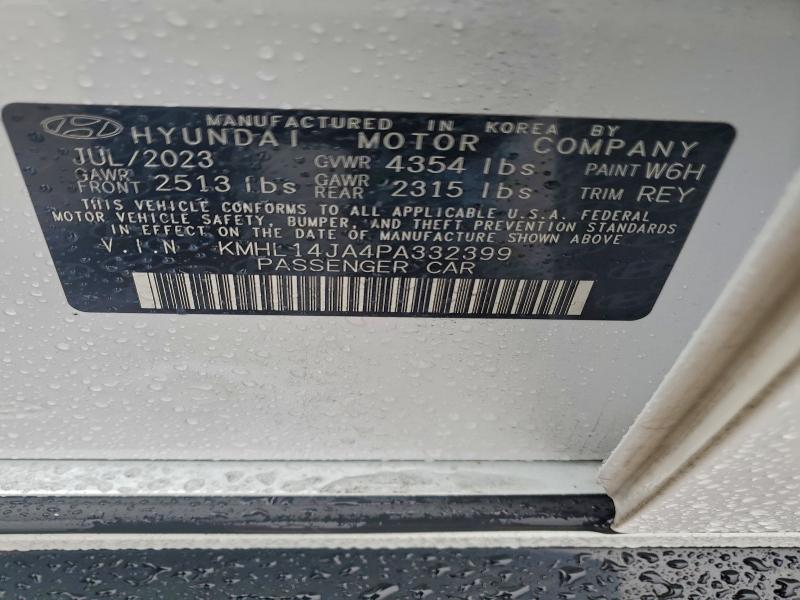 MANUFACTURED IN KOREA BY
HYUNDAI MOTOR COMPANY
JUL/2023 GVWR 4354 lbs PAINT W6H
GAWR FRONT 2513 lbs GAWR REAR 2315 lbs TRIM REY
THIS VEHICLE CONFORMS TO ALL APPLICABLE U.S.A. FEDERAL
MOTOR VEHICLE SAFETY, BUMPER, AND THEFT PREVENTION STANDARDS
IN EFFECT ON THE DATE OF MANUFACTURE SHOWN ABOVE
V.I.N. KMHL14JA4PA332399
PASSENGER CAR